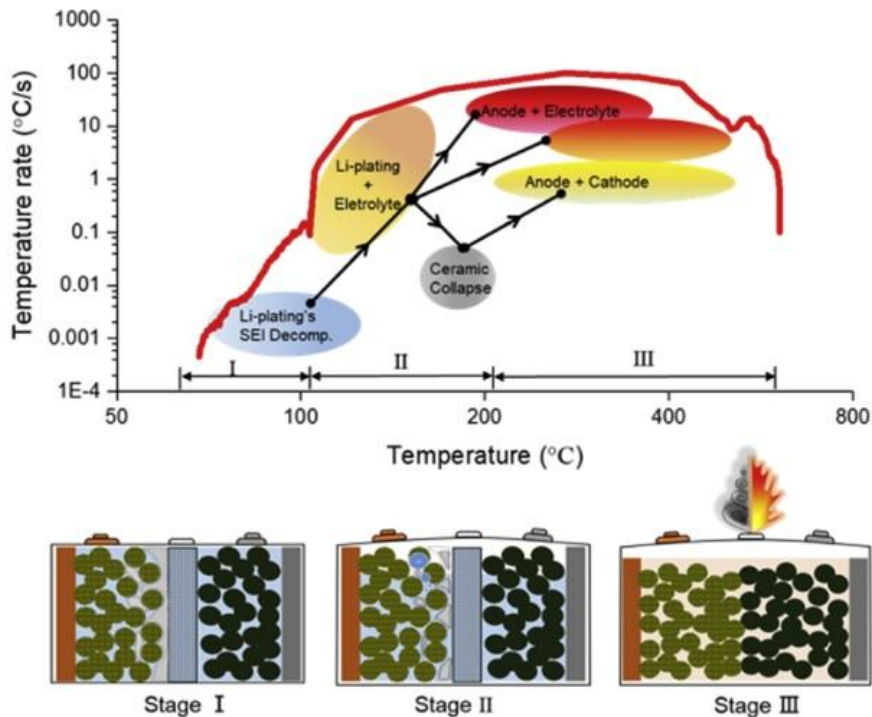 1000
100
10
1
0.1
0.01
0.001
1E-4
Temperature rate (°C/s)
Anode + Electrolyte
Li-plating
+
Eletrolyte
Anode + Cathode
Ceramic
Collapse
Li-plating's
SEI Decomp.
I
II
III
50
100
200
400
800
Temperature (°C)
Stage I
Stage II
Stage III